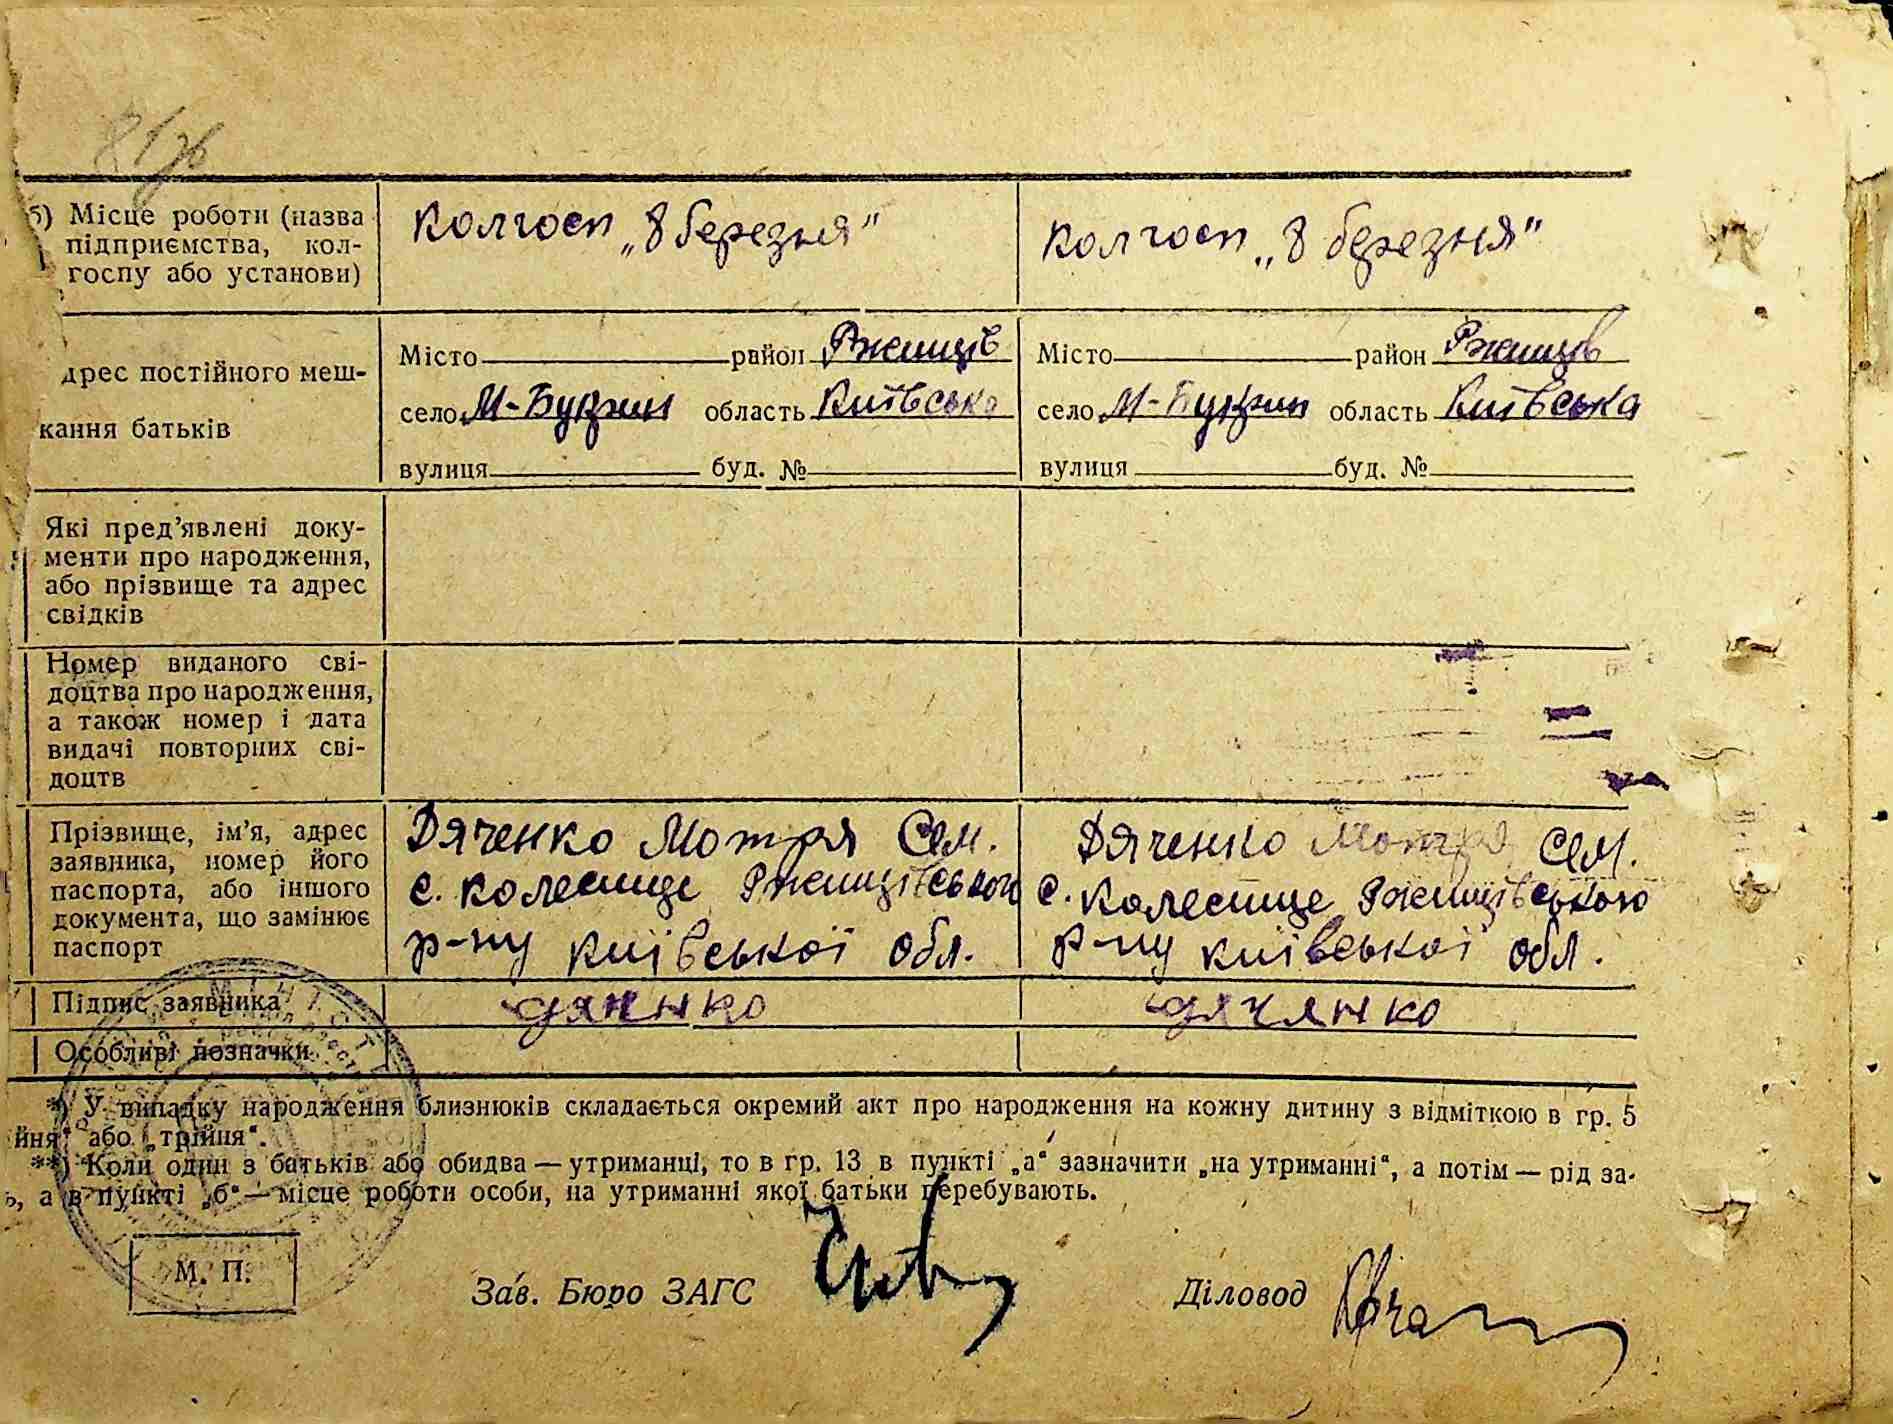 б) Місце роботи (назва
підприємства, кол-
госпу або установи)
Колгосп „8 березня"
колгосп „8 березня"
дрес постійного меш-
кання батьків
Місто район Ржищів
село М-Букрин область Київська
вулиця буд. №
Місто район Ржищів
село М-Букрин область Київська
вулиця буд. №
Які пред'явлені доку-
менти про народження,
або прізвище та адрес
свідків
Номер виданого сві-
доцтва про народження,
а також номер і дата
видачі повторних сві-
доцтв
Прізвище, ім'я, адрес
заявника, номер його
паспорта, або іншого
документа, що замінює
паспорт
Дяченко Мотря Сем.
с. Колесище Ржищівського
р-ну Київської обл.
Дяченко Мотря Сем.
с. Колесище Ржищівського
р-ну Київської обл.
Підпис заявника
дячянко
Особливі позначки
*) У випадку народження близнюків складається окремий акт про народження на кожну дитину з відміткою в гр. 5
йня" або „трійня".
**) Коли один з батьків або обидва — утриманці, то в гр. 13 в пункті „а" зазначити „на утриманні", а потім — рід за-
ь, а в пункті „б" — місце роботи особи, на утриманні якої батьки перебувають.
М. П.
Зав. Бюро ЗАГС
Діловод